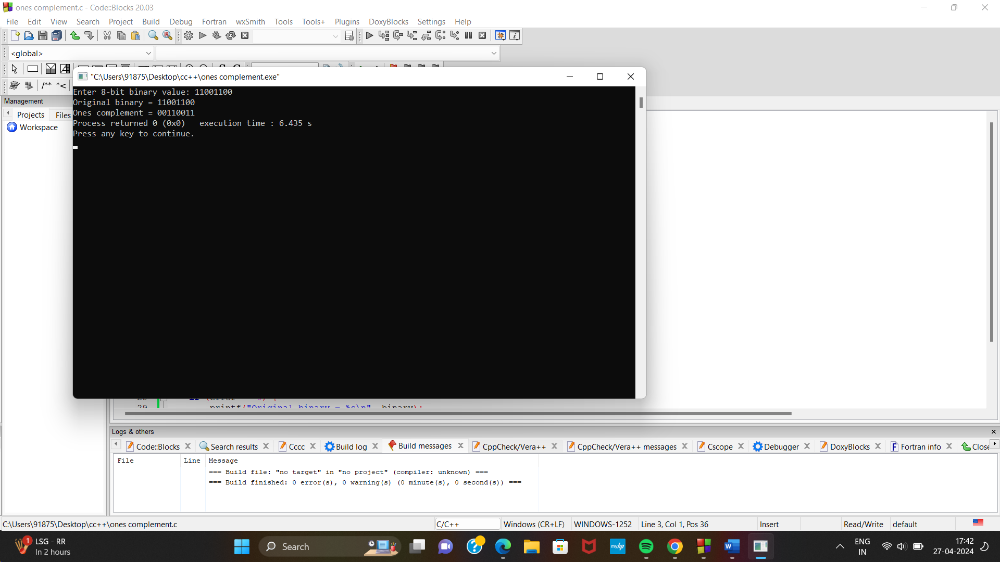 ones complement.c - Code::Blocks 20.03
File Edit View Search Project Build Debug Fortran wxSmith Tools Tools+ Plugins DoxyBlocks Settings Help
<global>
/** *<
"C:\Users\91875\Desktop\cc++\ones complement.exe"
Enter 8-bit binary value: 11001100
Original binary = 11001100
Ones complement = 00110011
Process returned 0 (0x0)   execution time : 6.435 s
Press any key to continue.
Management
Projects Files
Workspace
29 printf("Original binary = %s\n", binary);
Logs & others
Code::Blocks Search results Cccc Build log Build messages CppCheck/Vera++ CppCheck/Vera++ messages Cscope Debugger DoxyBlocks Fortran info Close
File Line Message
=== Build file: "no target" in "no project" (compiler: unknown) ===
=== Build finished: 0 error(s), 0 warning(s) (0 minute(s), 0 second(s)) ===
C:\Users\91875\Desktop\cc++\ones complement.c C/C++ Windows (CR+LF) WINDOWS-1252 Line 3, Col 1, Pos 36 Insert Read/Write default
1 LSG - RR
In 2 hours
Search
myhp
W
ENG
IN
17:42
27-04-2024